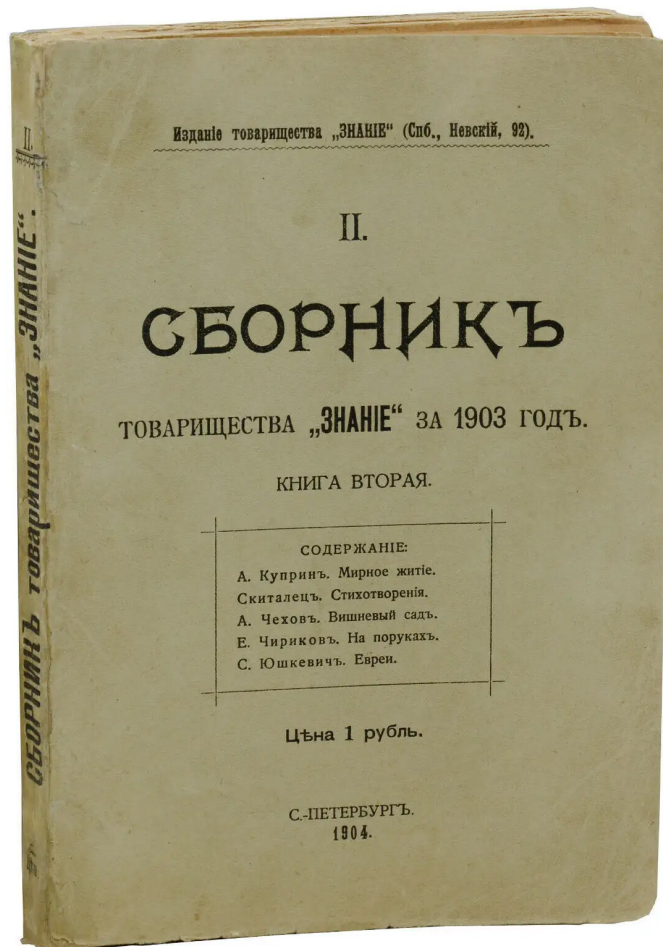 Изданіе товарищества „ЗНАНІЕ“ (Спб., Невскій, 92).
II.
СБОРНИКЪ
ТОВАРИЩЕСТВА „ЗНАНІЕ“ ЗА 1903 ГОДЪ.
КНИГА ВТОРАЯ.
СОДЕРЖАНІЕ:
А. Купринъ. Мирное житіе.
Скиталецъ. Стихотворенія.
А. Чеховъ. Вишневый садъ.
Е. Чириковъ. На порукахъ.
С. Юшкевичъ. Евреи.
Цѣна 1 рубль.
С.-ПЕТЕРБУРГЪ.
1904.
II.
СБОРНИКЪ товарищества „ЗНАНІЕ“.